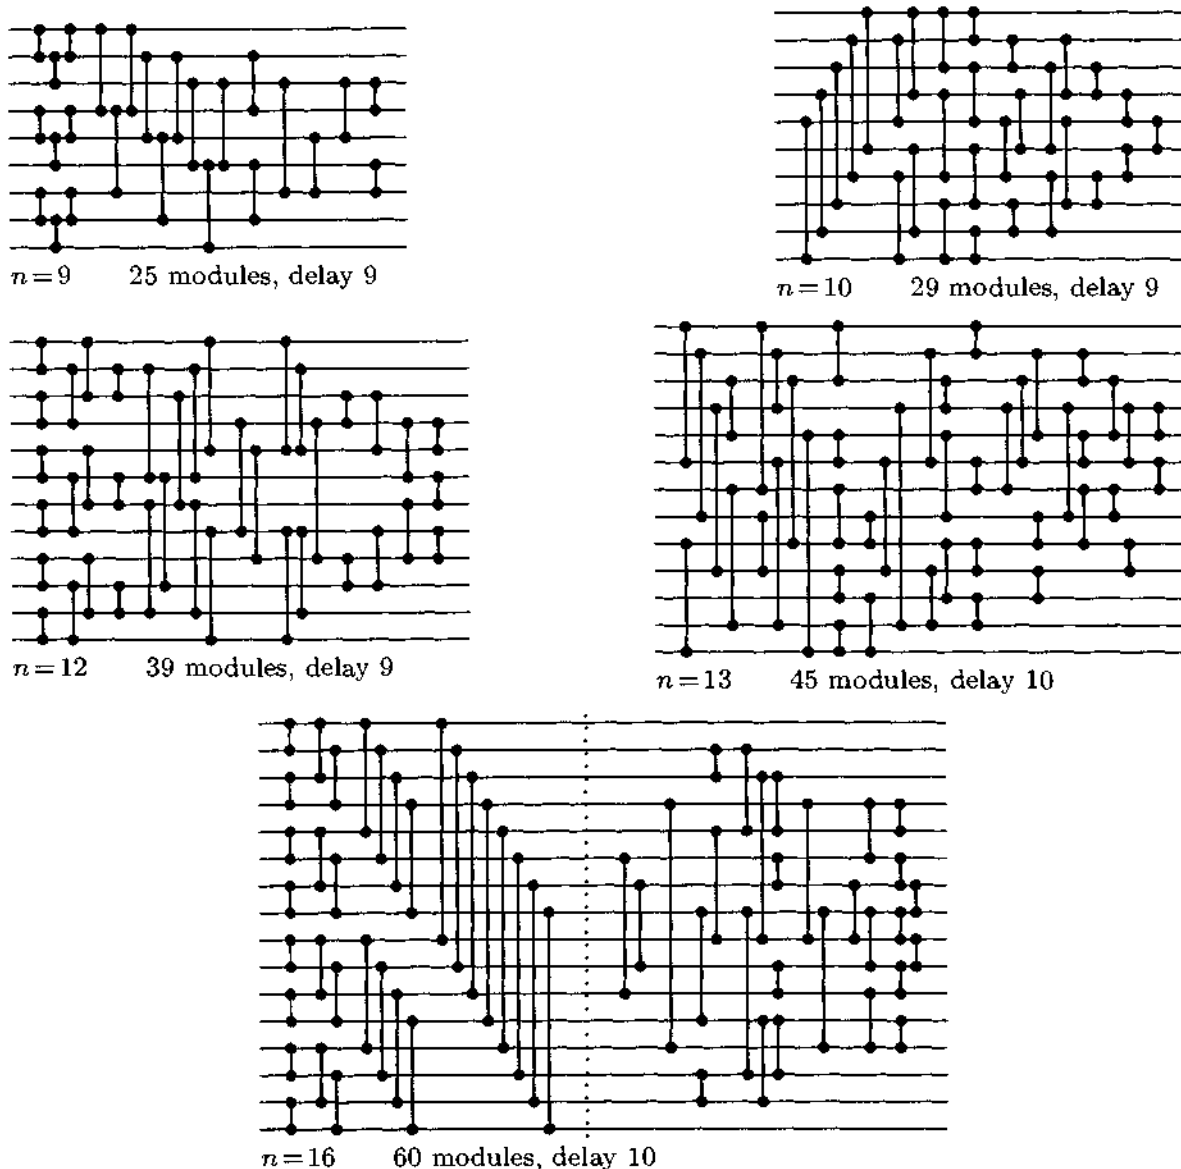 n=9 25 modules, delay 9
n=10 29 modules, delay 9
n=12 39 modules, delay 9
n=13 45 modules, delay 10
n=16 60 modules, delay 10